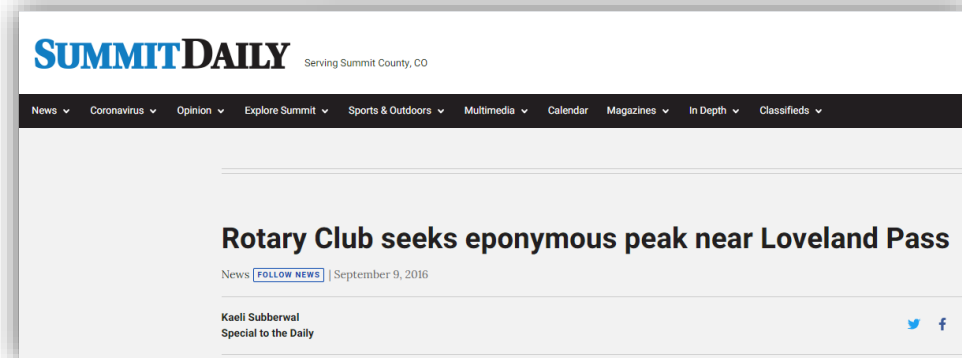 SUMMIT DAILY Serving Summit County, CO
News Coronavirus Opinion Explore Summit Sports & Outdoors Multimedia Calendar Magazines In Depth Classifieds
Rotary Club seeks eponymous peak near Loveland Pass
News FOLLOW NEWS | September 9, 2016
Kaeli Subberwal
Special to the Daily